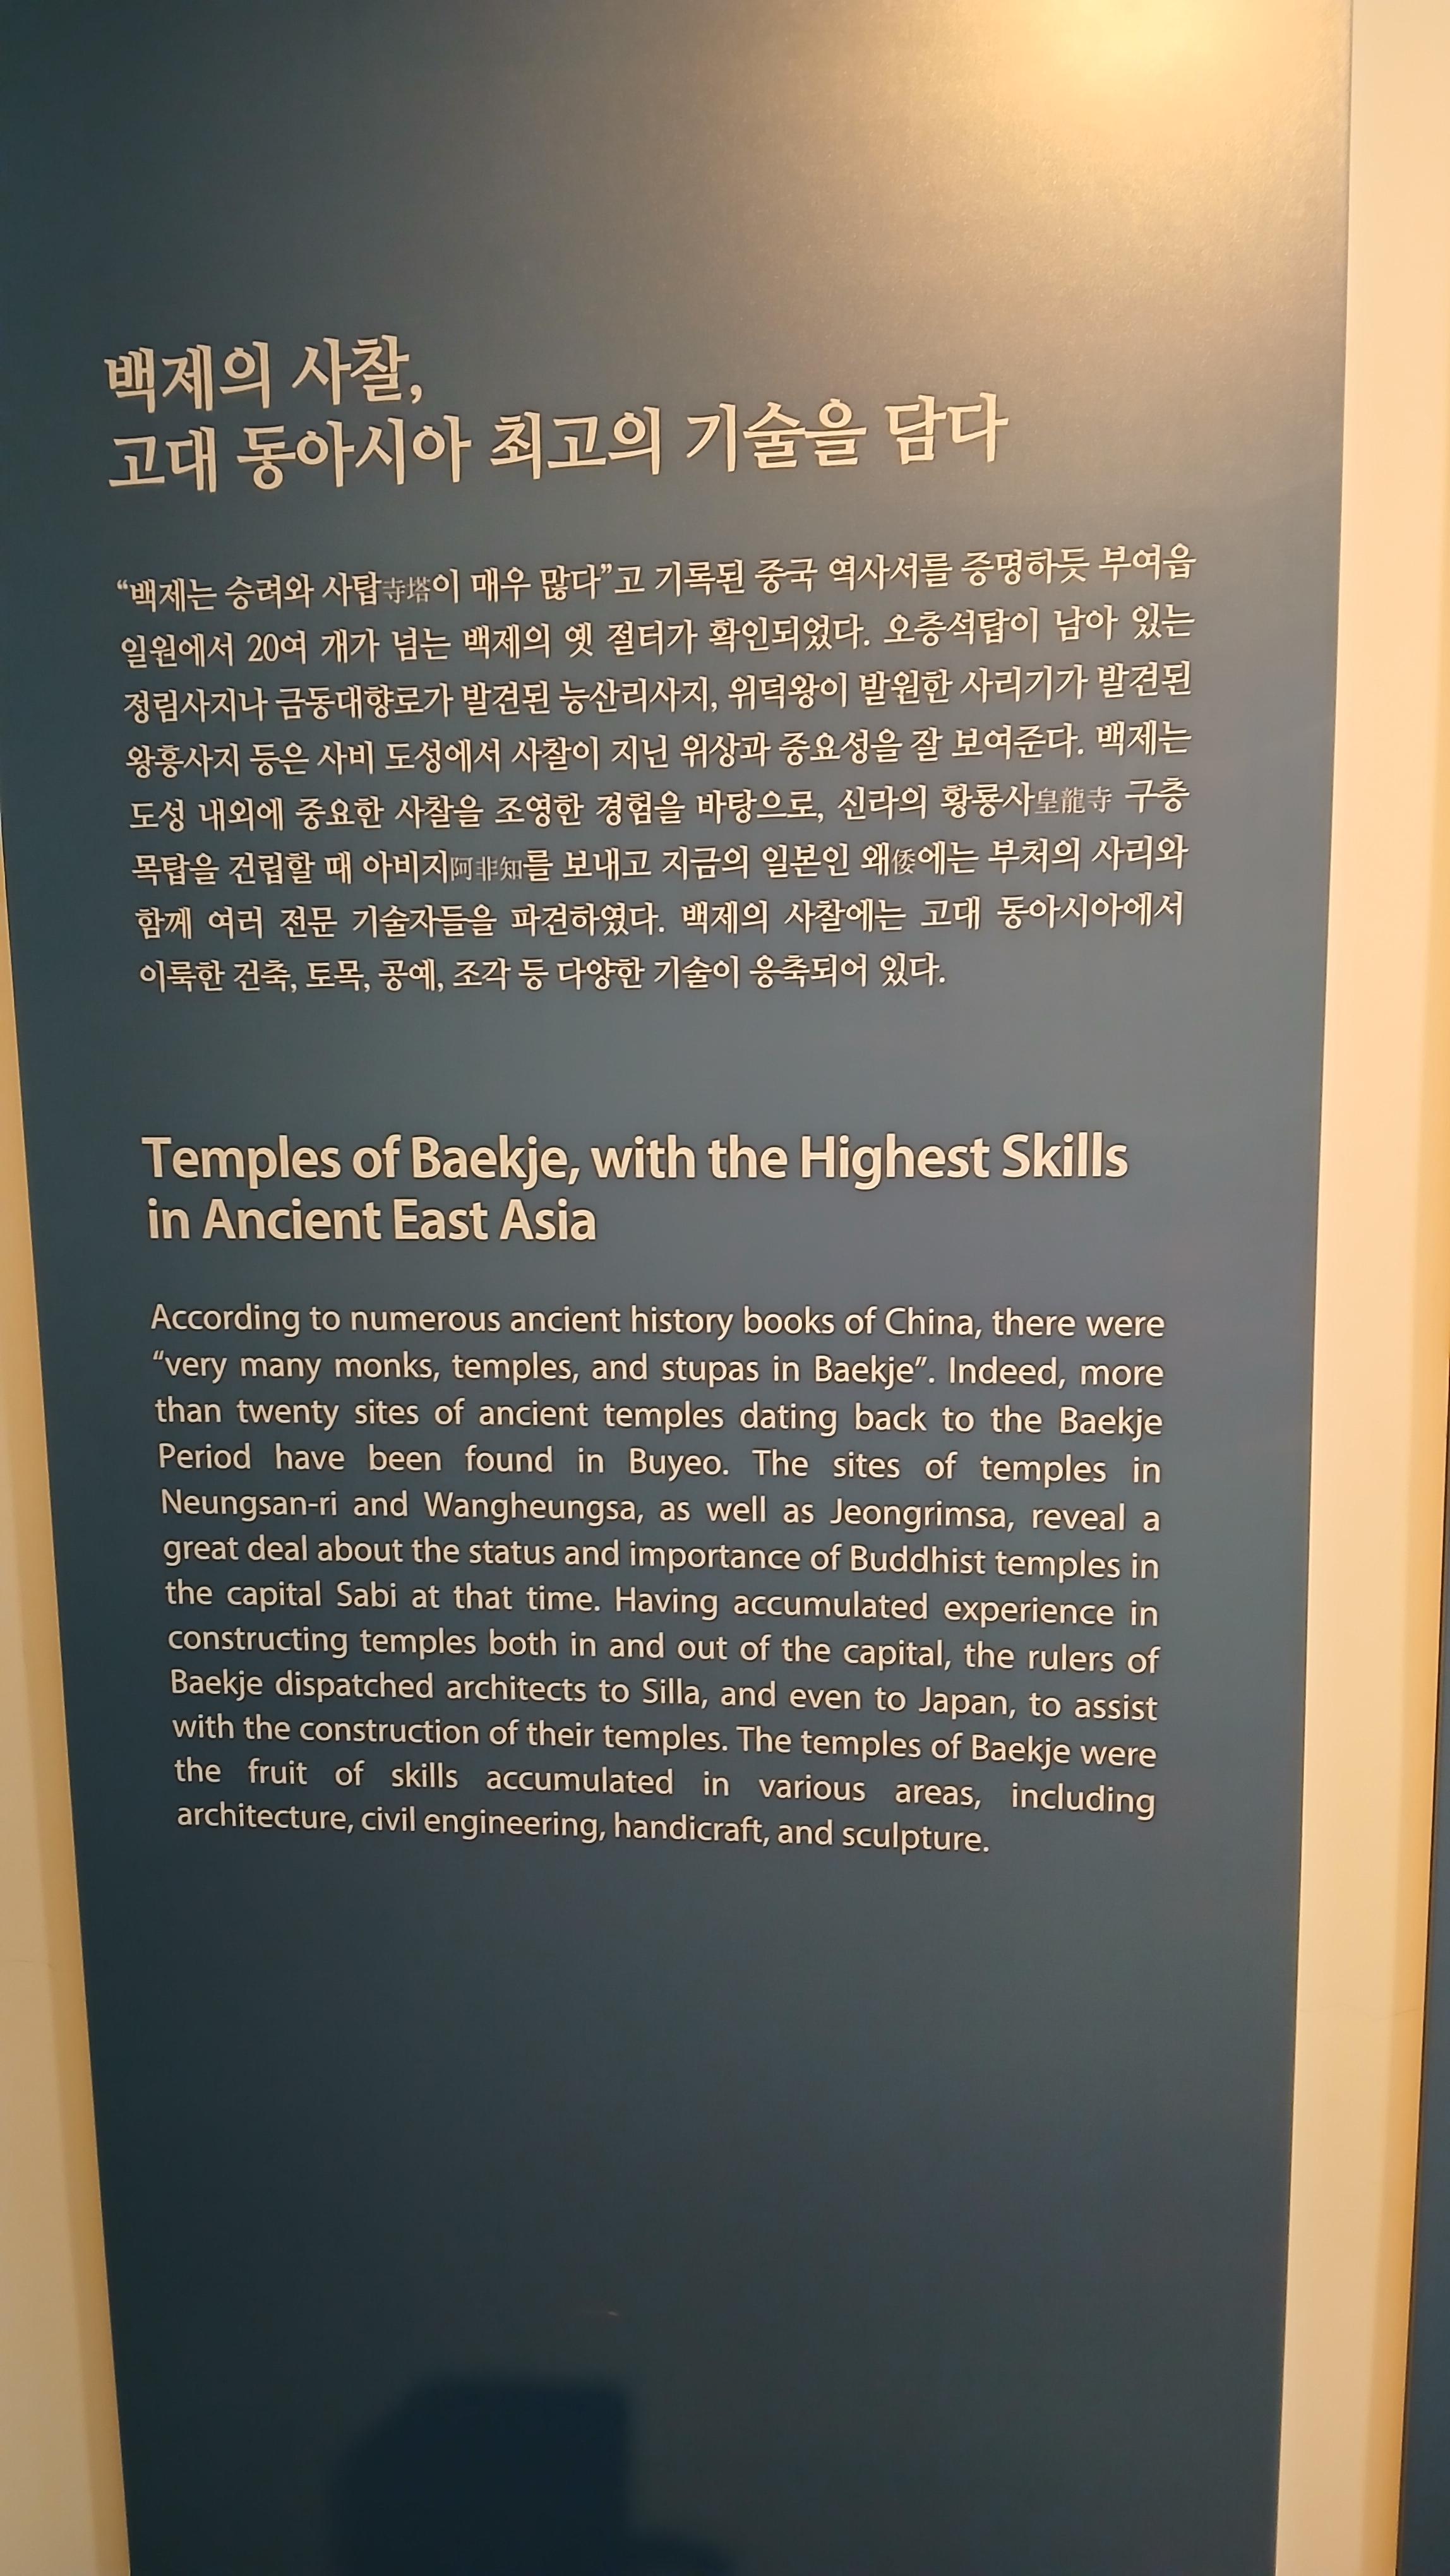 백제의 사찰,
고대 동아시아 최고의 기술을 담다
“백제는 승려와 사탑寺塔이 매우 많다”고 기록된 중국 역사서를 증명하듯 부여읍
일원에서 20여 개가 넘는 백제의 옛 절터가 확인되었다. 오층석탑이 남아 있는
정림사지나 금동대향로가 발견된 능산리사지, 위덕왕이 발원한 사리기가 발견된
왕흥사지 등은 사비 도성에서 사찰이 지닌 위상과 중요성을 잘 보여준다. 백제는
도성 내외에 중요한 사찰을 조영한 경험을 바탕으로, 신라의 황룡사皇龍寺 구층
목탑을 건립할 때 아비지阿非知를 보내고 지금의 일본인 왜倭에는 부처의 사리와
함께 여러 전문 기술자들을 파견하였다. 백제의 사찰에는 고대 동아시아에서
이룩한 건축, 토목, 공예, 조각 등 다양한 기술이 응축되어 있다.
Temples of Baekje, with the Highest Skills
in Ancient East Asia
According to numerous ancient history books of China, there were
“very many monks, temples, and stupas in Baekje”. Indeed, more
than twenty sites of ancient temples dating back to the Baekje
Period have been found in Buyeo. The sites of temples in
Neungsan-ri and Wangheungsa, as well as Jeongrimsa, reveal a
great deal about the status and importance of Buddhist temples in
the capital Sabi at that time. Having accumulated experience in
constructing temples both in and out of the capital, the rulers of
Baekje dispatched architects to Silla, and even to Japan, to assist
with the construction of their temples. The temples of Baekje were
the fruit of skills accumulated in various areas, including
architecture, civil engineering, handicraft, and sculpture.